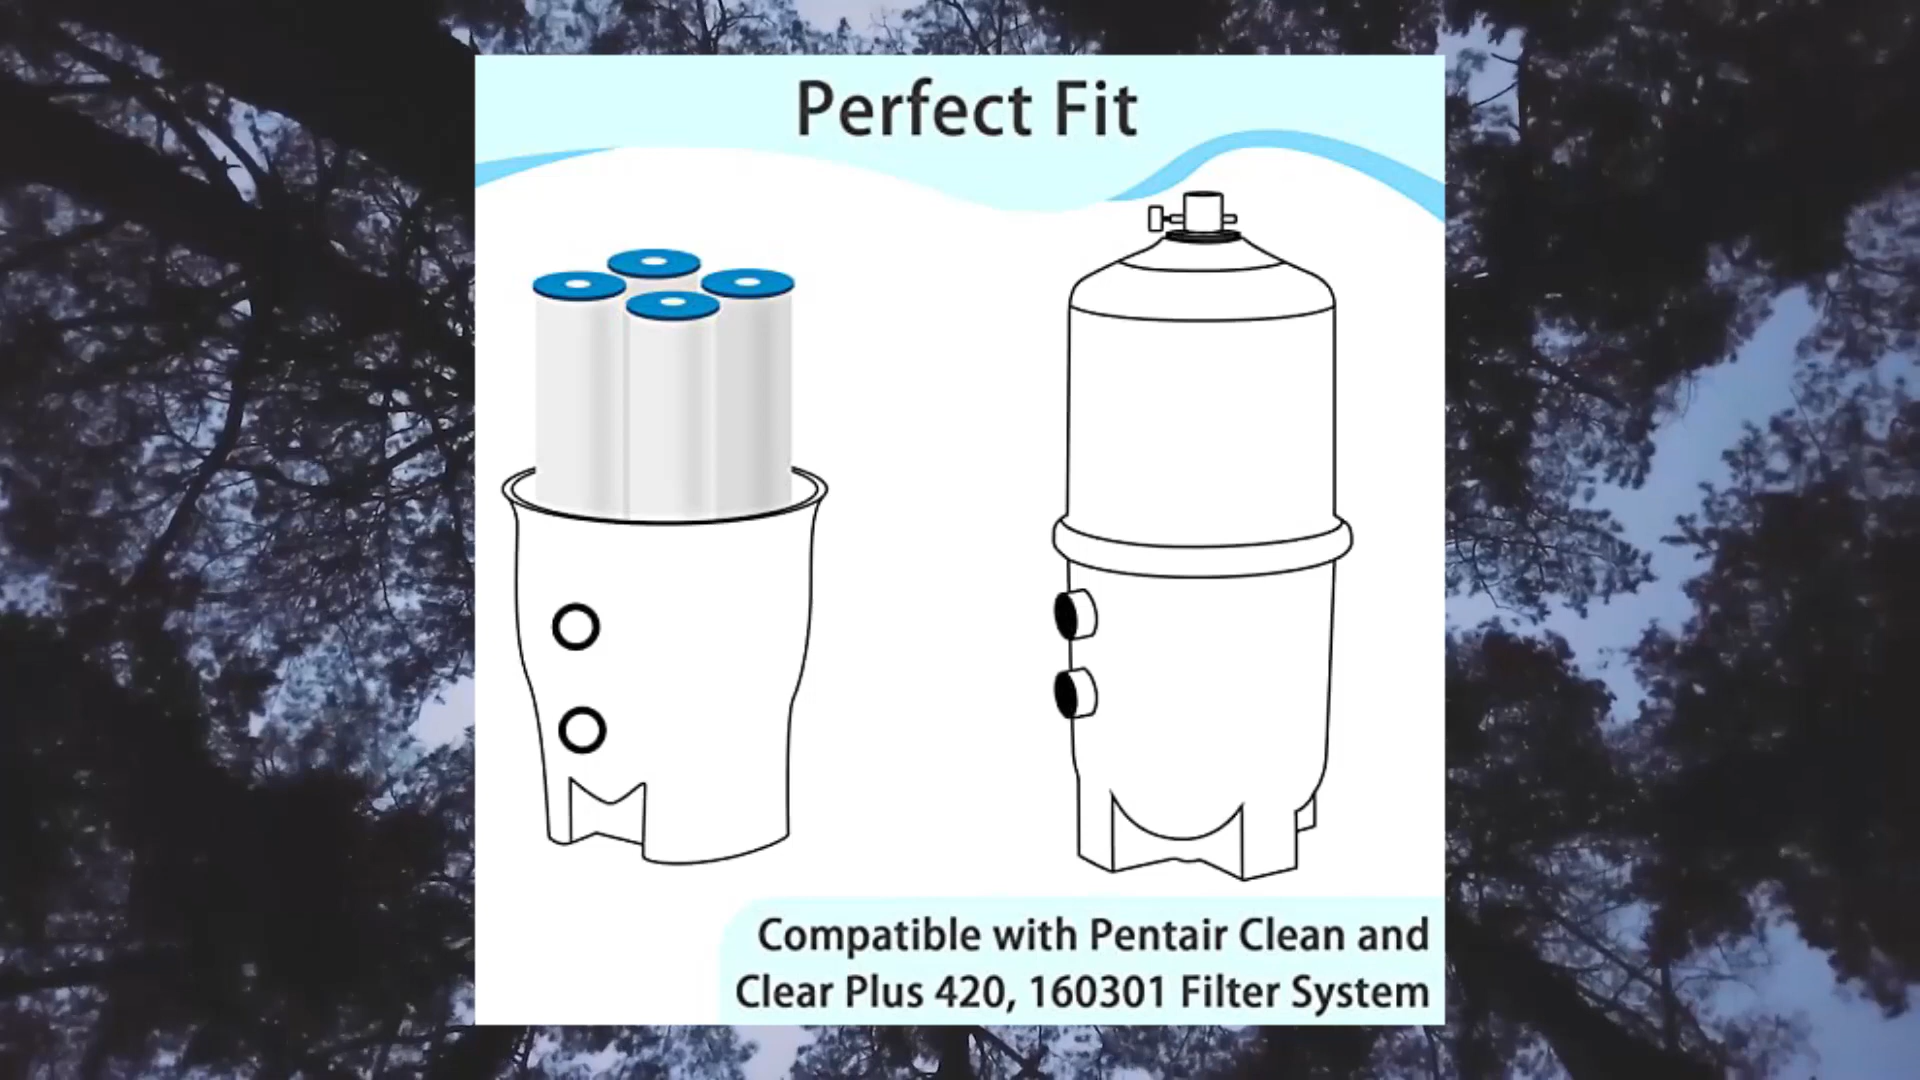 Perfect Fit
Compatible with Pentair Clean and
Clear Plus 420, 160301 Filter System